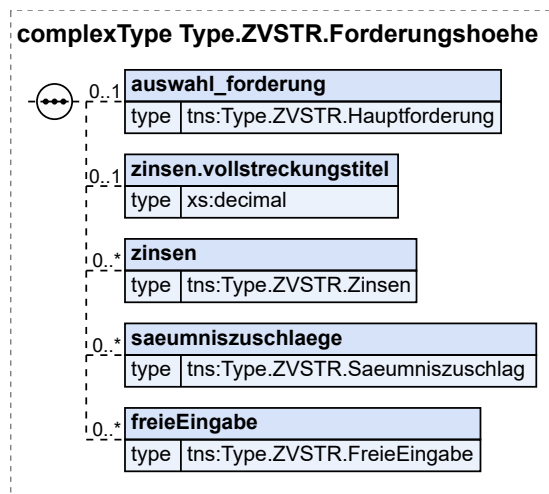 complexType Type.ZVSTR.Forderungshoehe
0..1
auswahl_forderung
type tns:Type.ZVSTR.Hauptforderung
0..1
zinsen.vollstreckungstitel
type xs:decimal
0..*
zinsen
type tns:Type.ZVSTR.Zinsen
0..*
saeumniszuschlaege
type tns:Type.ZVSTR.Saeumniszuschlag
0..*
freieEingabe
type tns:Type.ZVSTR.FreieEingabe